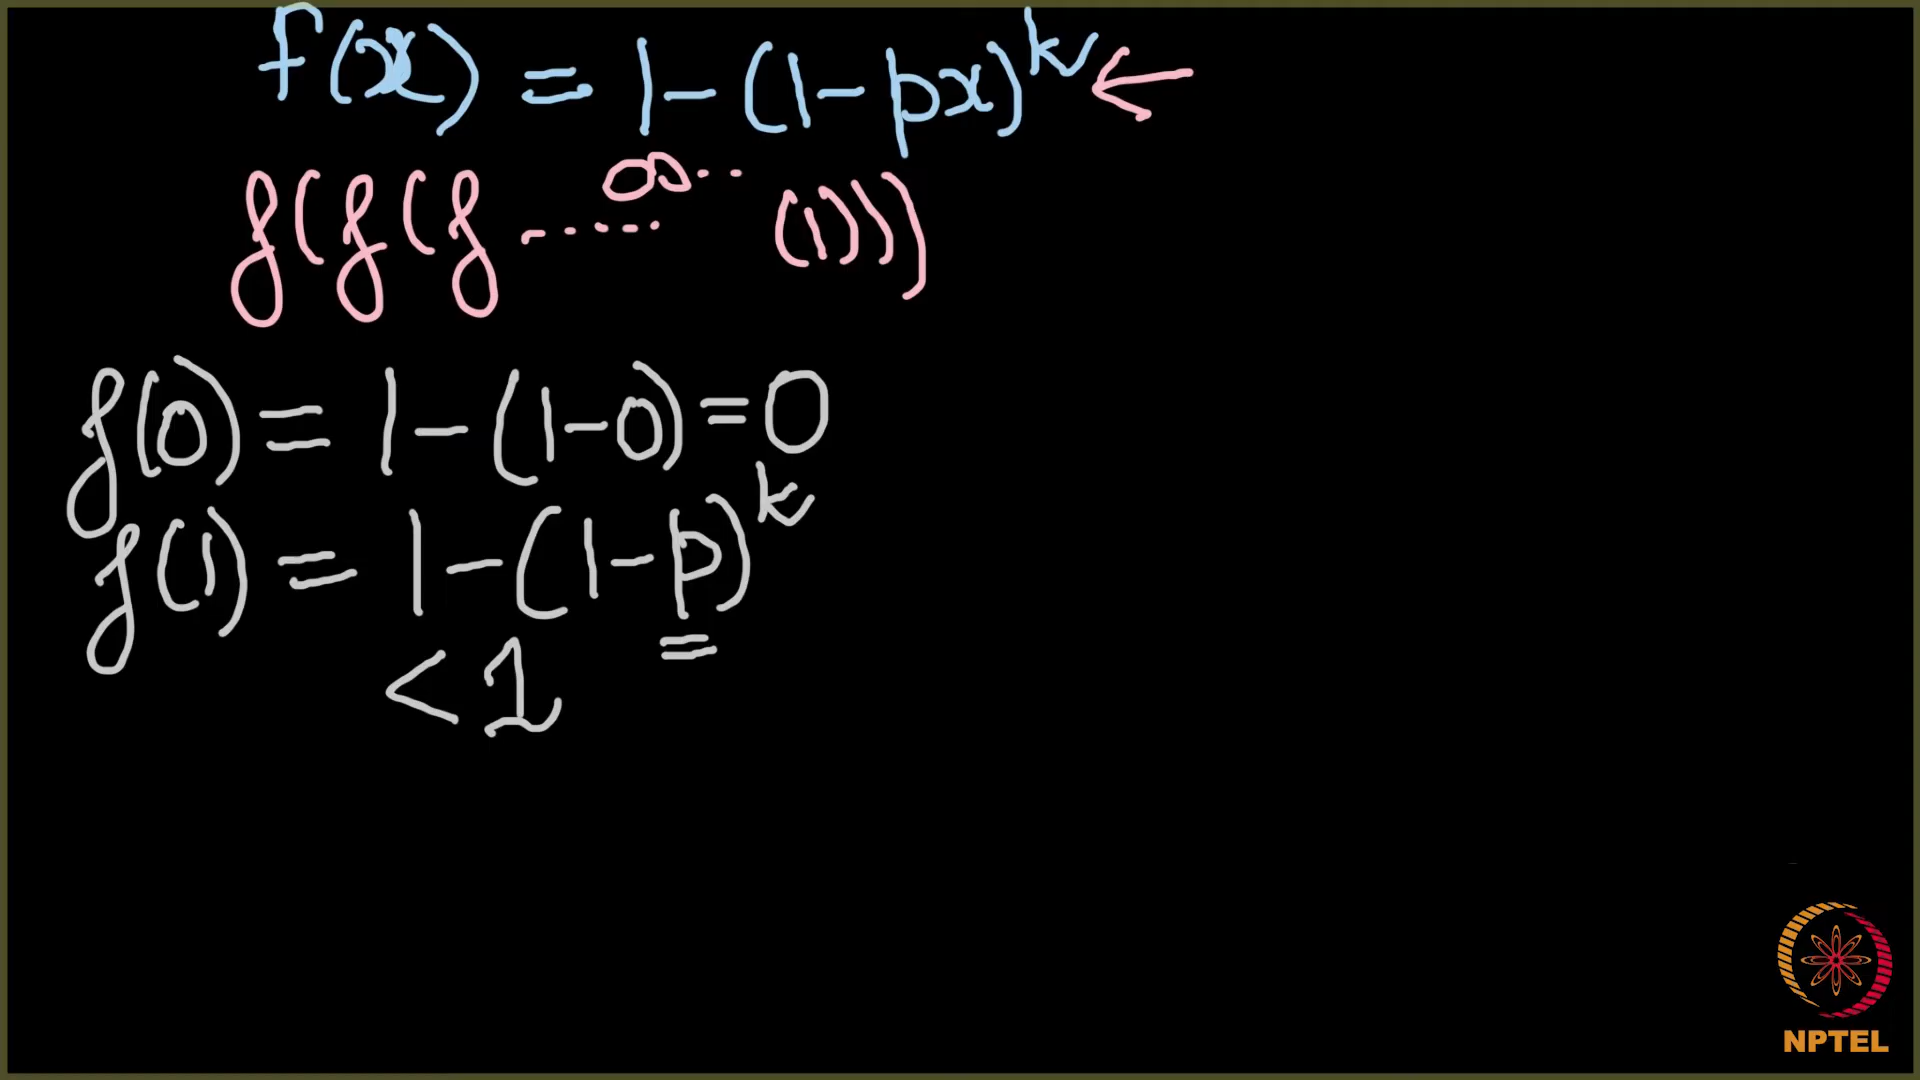 f(x) = 1-(1-px)^k
f(f(f ...... ∞... (1))))
f(0) = 1-(1-0) = 0
f(1) = 1-(1-p)^k
< 1
NPTEL